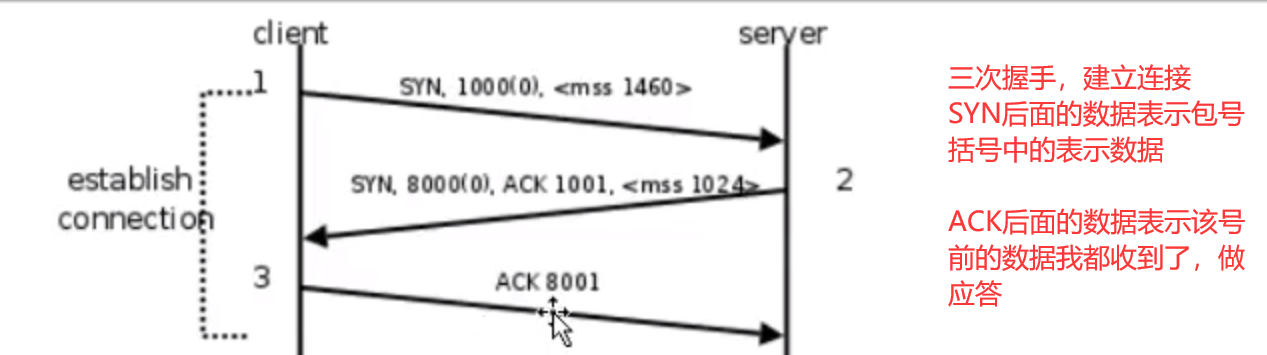 client
server
1
SYN, 1000(0), <mss 1460>
SYN, 8000(0), ACK 1001, <mss 1024>
2
establish
connection
3
ACK 8001
三次握手，建立连接
SYN后面的数据表示包号
括号中的表示数据
ACK后面的数据表示该号
前的数据我都收到了，做
应答